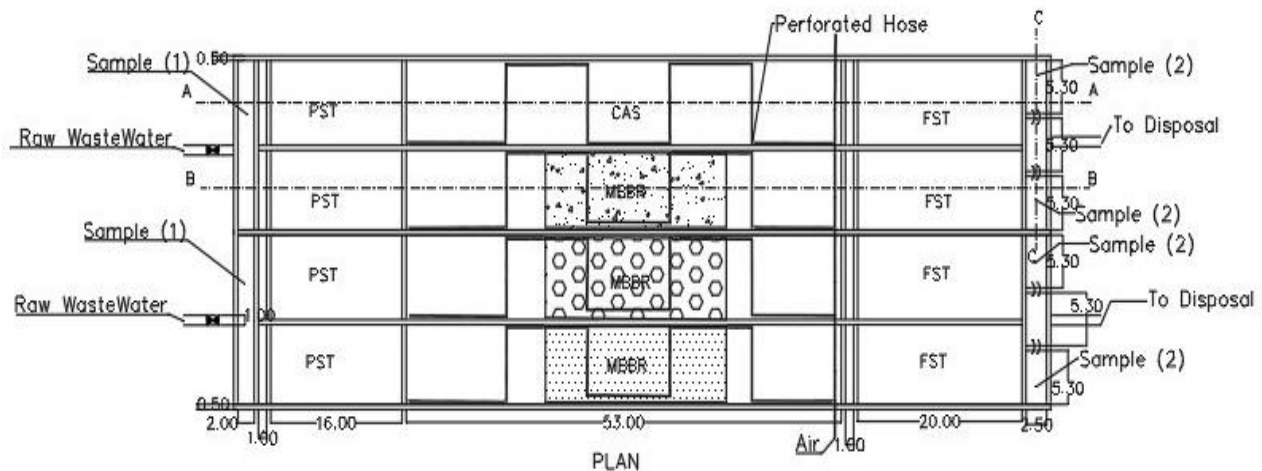 C
Perforated Hose
0.50
Sample (1)
Sample (2)
5.30
A
A
PST
CAS
FST
To Disposal
Raw WasteWater
5.30
B
B
PST
MBBR
FST
5.30
Sample (2)
Sample (1)
Sample (2)
C
5.30
PST
MBBR
FST
Raw WasteWater
1.00
5.30
To Disposal
PST
MBBR
FST
Sample (2)
5.30
0.50
2.00
16.00
53.00
20.00
2.50
1.00
Air
1.00
PLAN